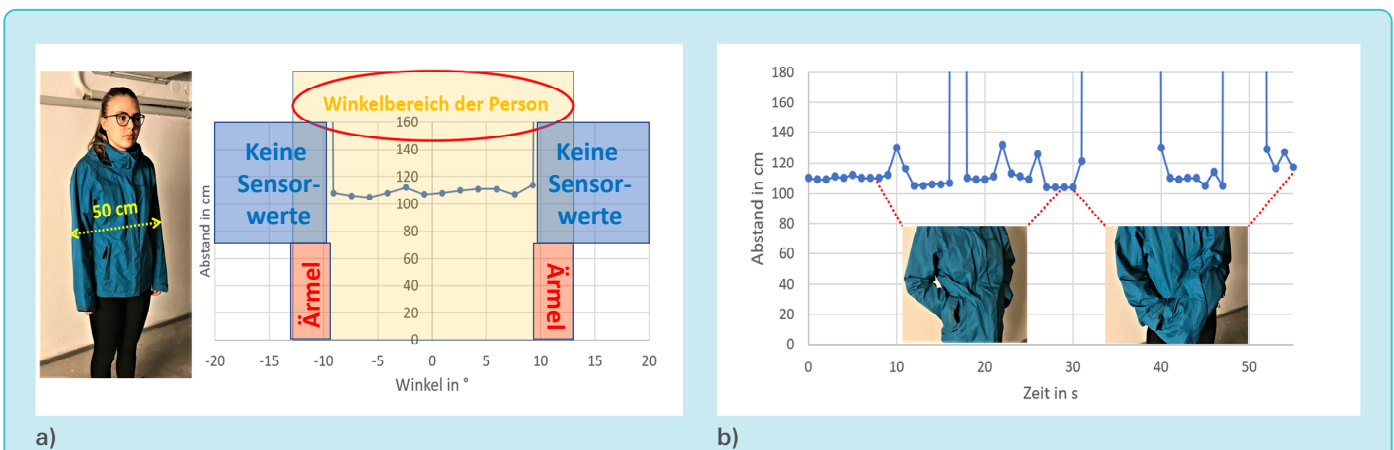 50 cm
Winkelbereich der Person
Keine
Sensor-
werte
Keine
Sensor-
werte
Ärmel
Ärmel
Abstand in cm
160
140
120
100
80
60
40
20
0
-20 -15 -10 -5 0 5 10 15 20
Winkel in °
a)
Abstand in cm
180
160
140
120
100
80
60
40
20
0
0 10 20 30 40 50
Zeit in s
b)